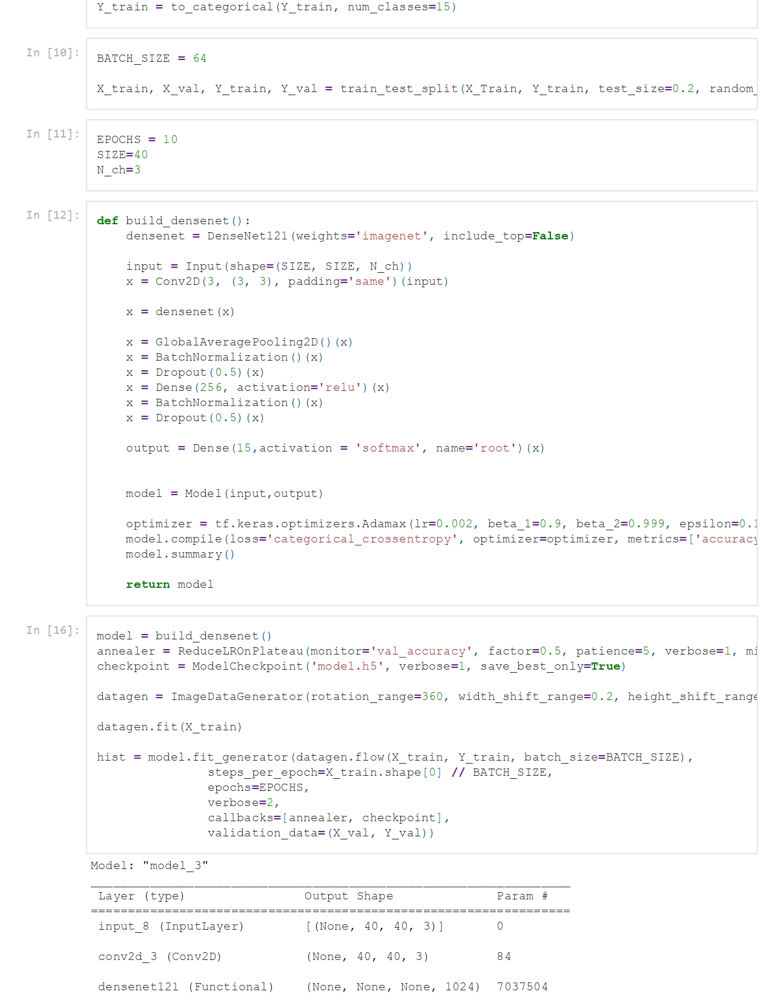 Y_train = to_categorical(Y_train, num_classes=15)
In [10]:
BATCH_SIZE = 64
X_train, X_val, Y_train, Y_val = train_test_split(X_Train, Y_train, test_size=0.2, random_
In [11]:
EPOCHS = 10
SIZE=40
N_ch=3
In [12]:
def build_densenet():
    densenet = DenseNet121(weights='imagenet', include_top=False)
    input = Input(shape=(SIZE, SIZE, N_ch))
    x = Conv2D(3, (3, 3), padding='same')(input)
    x = densenet(x)
    x = GlobalAveragePooling2D()(x)
    x = BatchNormalization()(x)
    x = Dropout(0.5)(x)
    x = Dense(256, activation='relu')(x)
    x = BatchNormalization()(x)
    x = Dropout(0.5)(x)
    output = Dense(15,activation = 'softmax', name='root')(x)
    model = Model(input,output)
    optimizer = tf.keras.optimizers.Adamax(lr=0.002, beta_1=0.9, beta_2=0.999, epsilon=0.1
    model.compile(loss='categorical_crossentropy', optimizer=optimizer, metrics=['accuracy
    model.summary()
    return model
In [16]:
model = build_densenet()
annealer = ReduceLROnPlateau(monitor='val_accuracy', factor=0.5, patience=5, verbose=1, mi
checkpoint = ModelCheckpoint('model.h5', verbose=1, save_best_only=True)
datagen = ImageDataGenerator(rotation_range=360, width_shift_range=0.2, height_shift_range
datagen.fit(X_train)
hist = model.fit_generator(datagen.flow(X_train, Y_train, batch_size=BATCH_SIZE),
               steps_per_epoch=X_train.shape[0] // BATCH_SIZE,
               epochs=EPOCHS,
               verbose=2,
               callbacks=[annealer, checkpoint],
               validation_data=(X_val, Y_val))
Model: "model_3"
_________________________________________________________________
 Layer (type)                Output Shape              Param #
=================================================================
 input_8 (InputLayer)        [(None, 40, 40, 3)]       0
 conv2d_3 (Conv2D)           (None, 40, 40, 3)         84
 densenet121 (Functional)    (None, None, None, 1024)  7037504